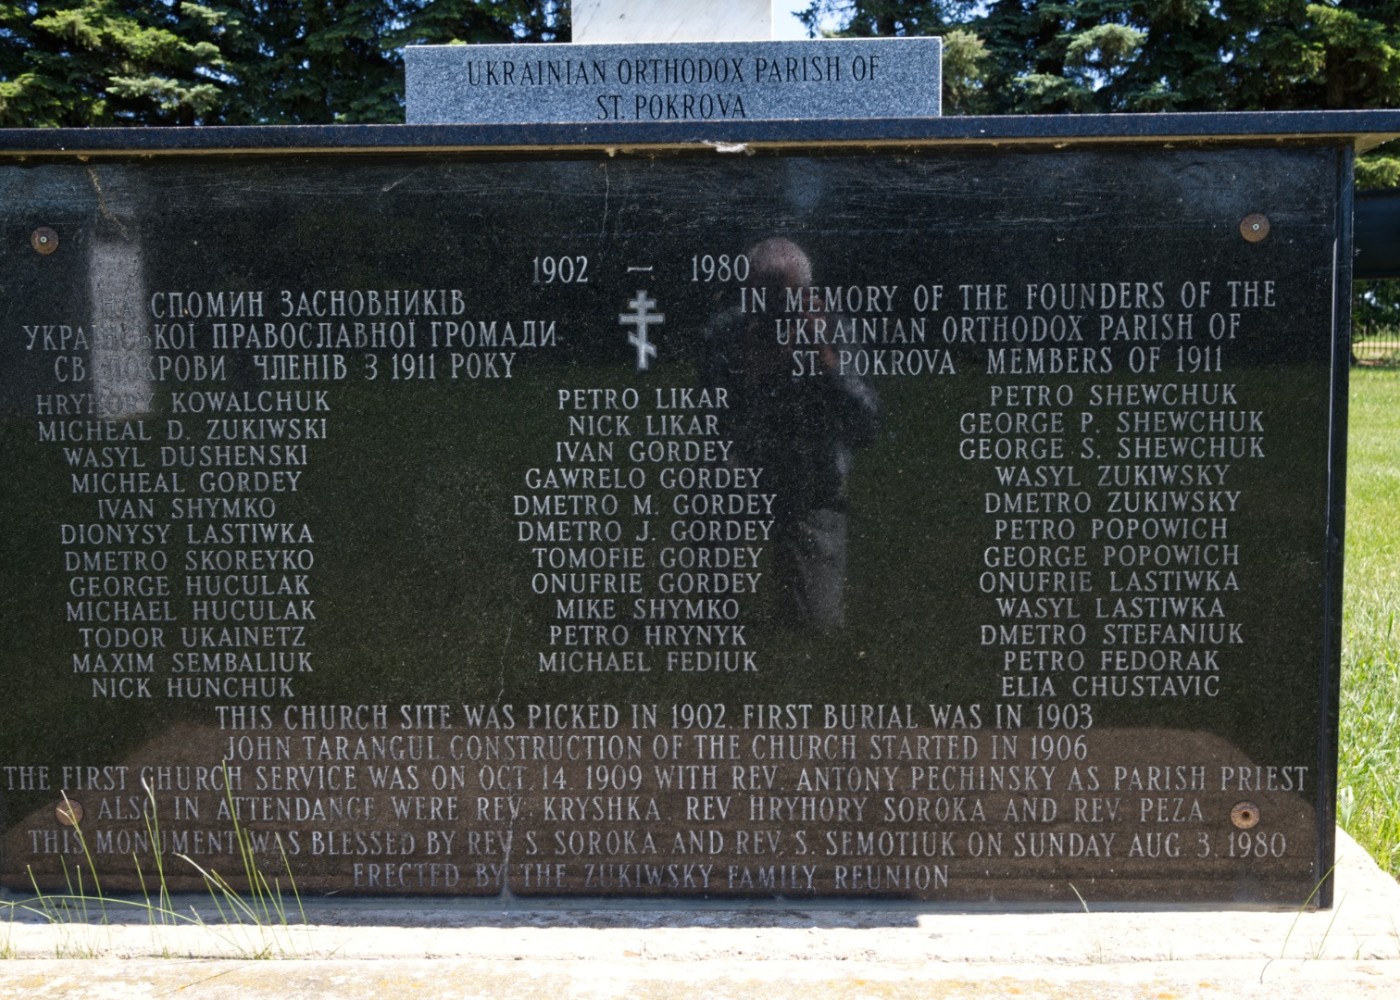 UKRAINIAN ORTHODOX PARISH OF
ST. POKROVA
1902 — 1980
НА СПОМИН ЗАСНОВНИКІВ
УКРАЇНСЬКОЇ ПРАВОСЛАВНОЇ ГРОМАДИ
СВ. ПОКРОВИ ЧЛЕНІВ З 1911 РОКУ
IN MEMORY OF THE FOUNDERS OF THE
UKRAINIAN ORTHODOX PARISH OF
ST. POKROVA MEMBERS OF 1911
HRYHORY KOWALCHUK
MICHEAL D. ZUKIWSKI
WASYL DUSHENSKI
MICHEAL GORDEY
IVAN SHYMKO
DIONYSY LASTIWKA
DMETRO SKOREYKO
GEORGE HUCULAK
MICHAEL HUCULAK
TODOR UKAINETZ
MAXIM SEMBALIUK
NICK HUNCHUK
PETRO LIKAR
NICK LIKAR
IVAN GORDEY
GAWRELO GORDEY
DMETRO M. GORDEY
DMETRO J. GORDEY
TOMOFIE GORDEY
ONUFRIE GORDEY
MIKE SHYMKO
PETRO HRYNYK
MICHAEL FEDIUK
PETRO SHEWCHUK
GEORGE P. SHEWCHUK
GEORGE S. SHEWCHUK
WASYL ZUKIWSKY
DMETRO ZUKIWSKY
PETRO POPOWICH
GEORGE POPOWICH
ONUFRIE LASTIWKA
WASYL LASTIWKA
DMETRO STEFANIUK
PETRO FEDORAK
ELIA CHUSTAVIC
THIS CHURCH SITE WAS PICKED IN 1902. FIRST BURIAL WAS IN 1903
JOHN TARANGUL. CONSTRUCTION OF THE CHURCH STARTED IN 1906
THE FIRST CHURCH SERVICE WAS ON OCT. 14. 1909 WITH REV. ANTONY PECHINSKY AS PARISH PRIEST
ALSO IN ATTENDANCE WERE REV. KRYSHKA. REV HRYHORY SOROKA AND REV. PEZA
THIS MONUMENT WAS BLESSED BY REV S. SOROKA AND REV. S. SEMOTIUK ON SUNDAY AUG. 3. 1980
ERECTED BY THE ZUKIWSKY FAMILY REUNION